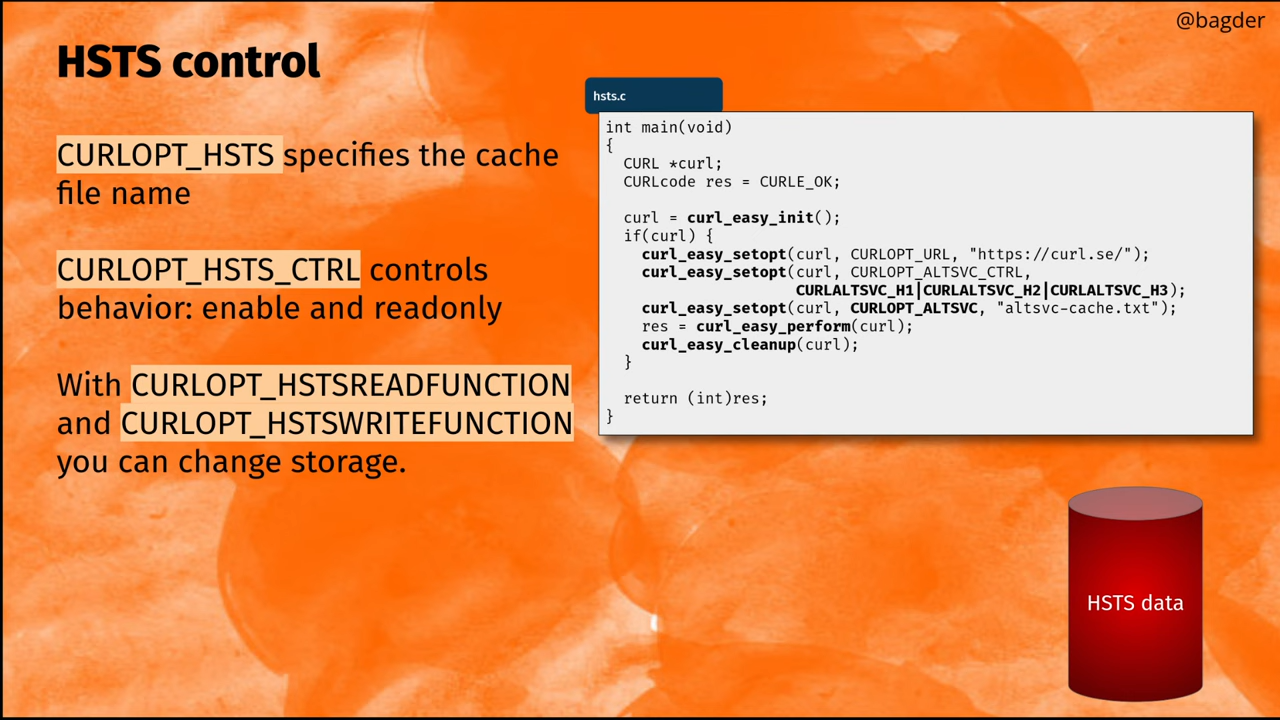 @bagder
HSTS control
CURLOPT_HSTS specifies the cache
file name
CURLOPT_HSTS_CTRL controls
behavior: enable and readonly
With CURLOPT_HSTSREADFUNCTION
and CURLOPT_HSTSWRITEFUNCTION
you can change storage.
hsts.c
int main(void)
{
  CURL *curl;
  CURLcode res = CURLE_OK;
  curl = curl_easy_init();
  if(curl) {
    curl_easy_setopt(curl, CURLOPT_URL, "https://curl.se/");
    curl_easy_setopt(curl, CURLOPT_ALTSVC_CTRL,
                     CURLALTSVC_H1|CURLALTSVC_H2|CURLALTSVC_H3);
    curl_easy_setopt(curl, CURLOPT_ALTSVC, "altsvc-cache.txt");
    res = curl_easy_perform(curl);
    curl_easy_cleanup(curl);
  }
  return (int)res;
}
HSTS data